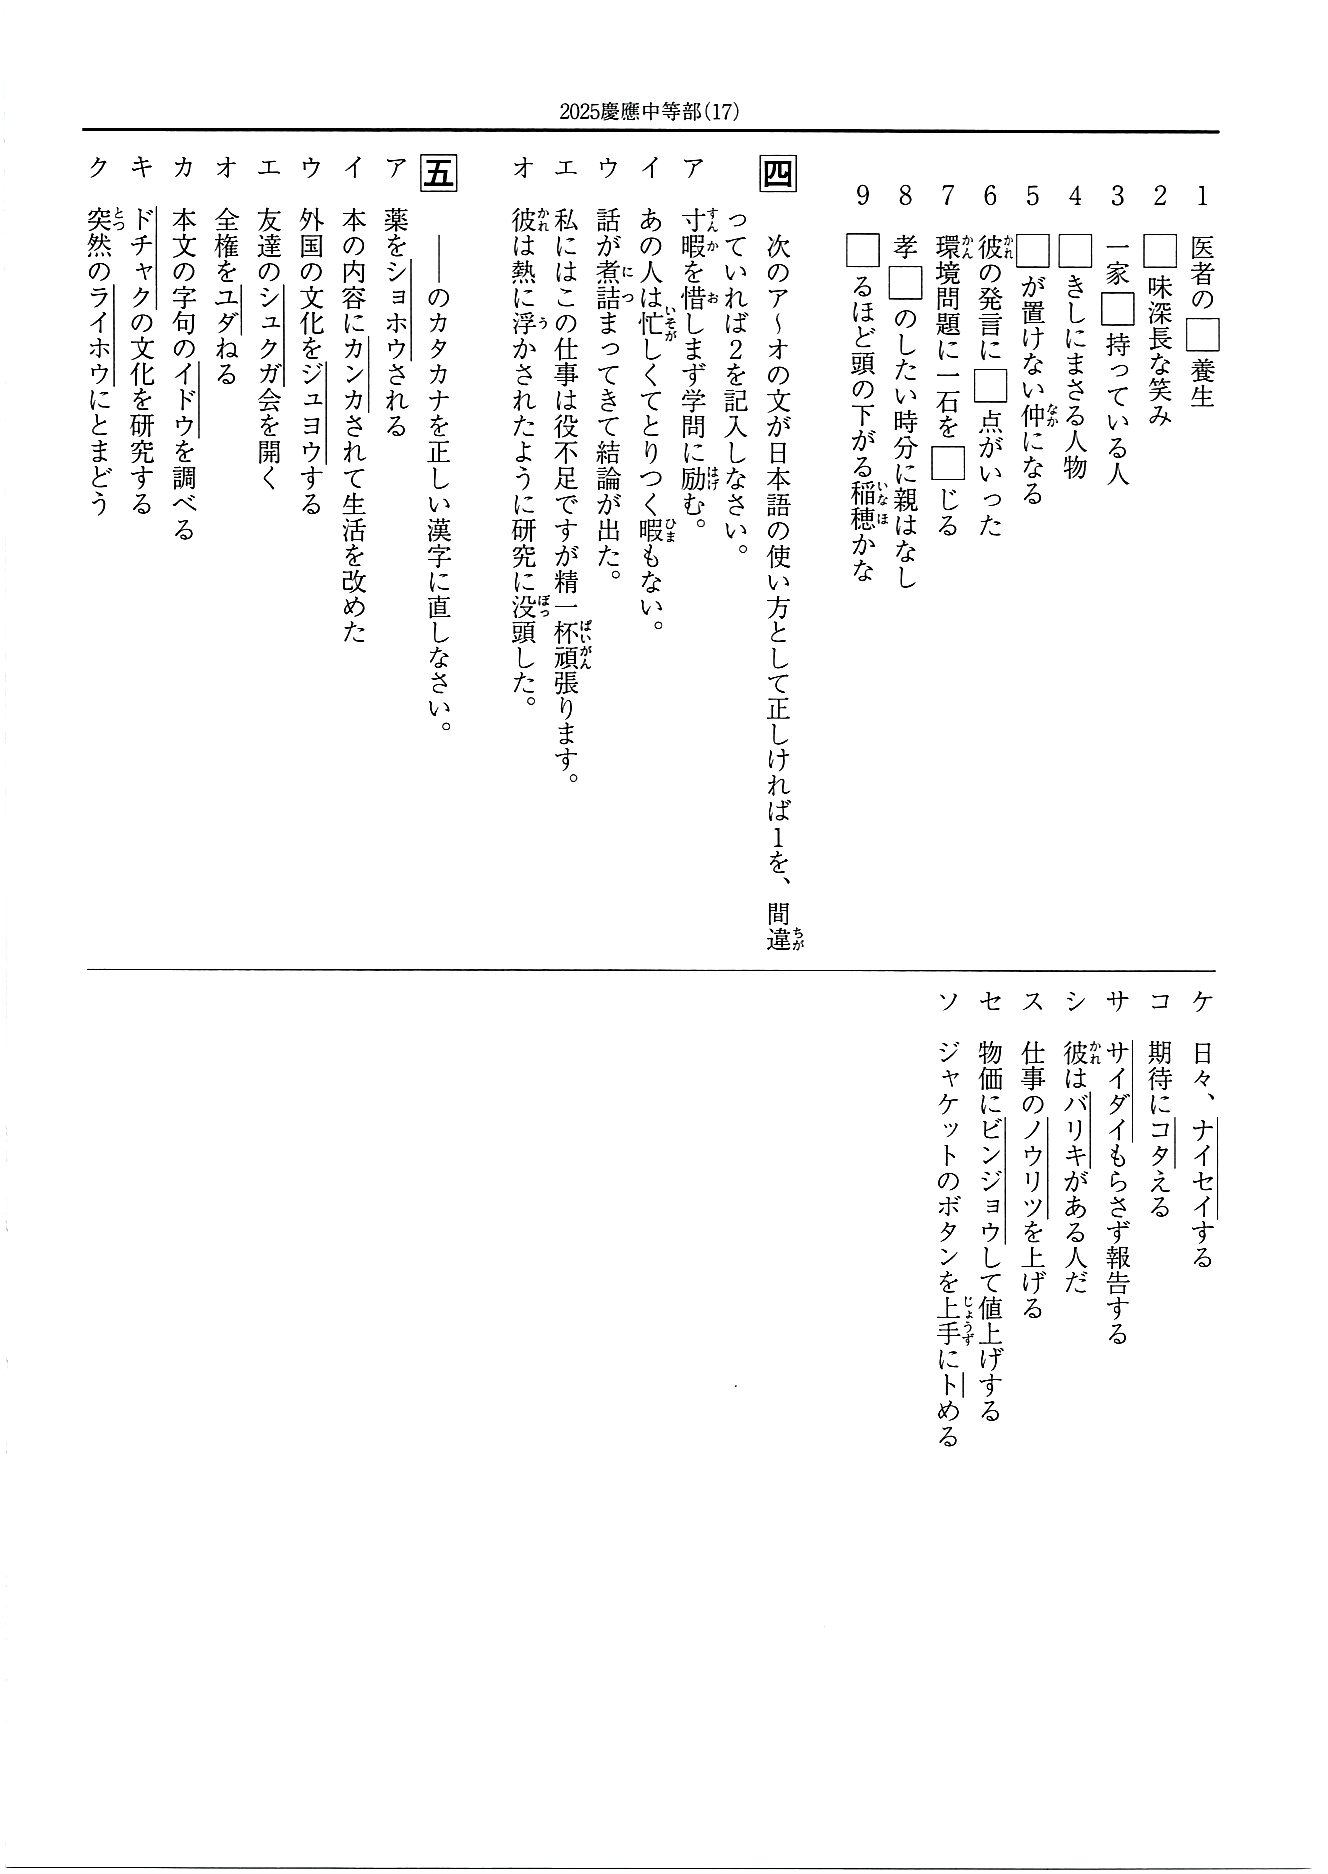 2025慶應中等部(17)
1 医者の□養生
2 □味深長な笑み
3 一家□持っている人
4 □きしにまさる人物
5 □が置けない仲になる
6 彼の発言に□点がいった
7 環境問題に一石を□じる
8 孝□のしたい時分に親はなし
9 □るほど頭の下がる稲穂かな
四 次のア～オの文が日本語の使い方として正しければ1を、間違
っていれば2を記入しなさい。
ア 寸暇を惜しまず学問に励む。
イ あの人は忙しくてとりつく暇もない。
ウ 話が煮詰まってきて結論が出た。
エ 私にはこの仕事は役不足ですが精一杯頑張ります。
オ 彼は熱に浮かされたように研究に没頭した。
五 ――のカタカナを正しい漢字に直しなさい。
ア 薬をショホウされる
イ 本の内容にカンカされて生活を改めた
ウ 外国の文化をジュヨウする
エ 友達のシュクガ会を開く
オ 全権をユダねる
カ 本文の字句のイドウを調べる
キ ドチャクの文化を研究する
ク 突然のライホウにとまどう
ケ 日々、ナイセイする
コ 期待にコタえる
サ サイダイもらさず報告する
シ 彼はバリキがある人だ
ス 仕事のノウリツを上げる
セ 物価にビンジョウして値上げする
ソ ジャケットのボタンを上手にトめる